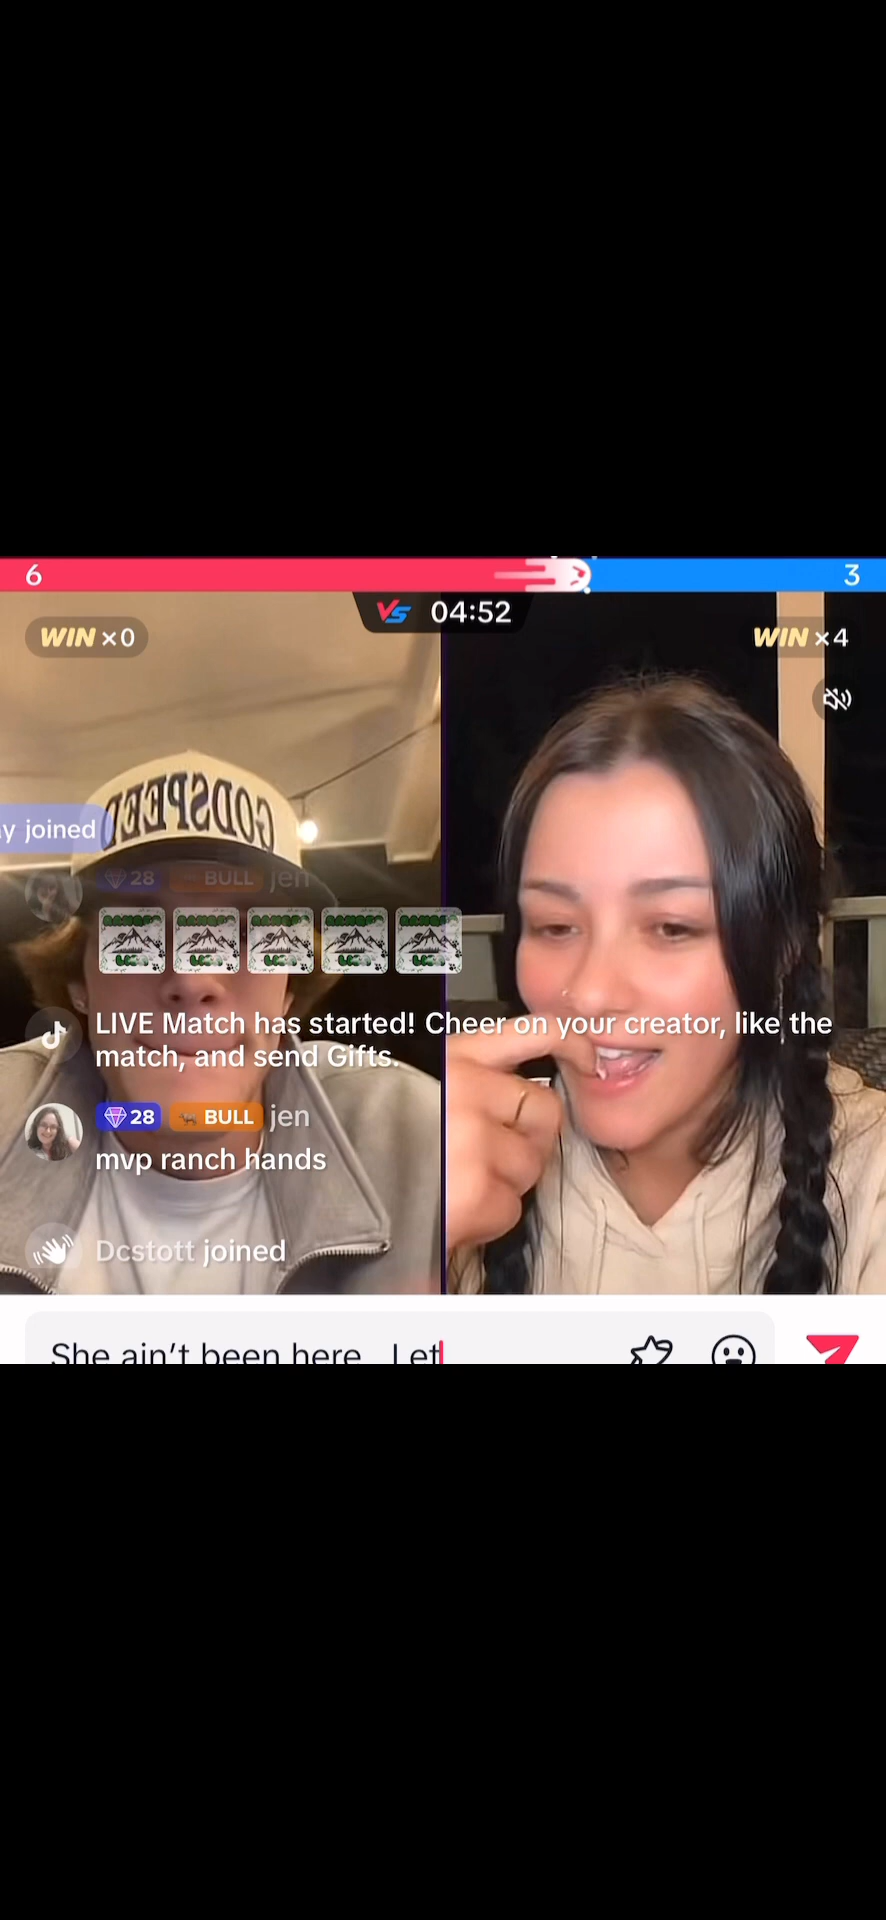 6
3
VS 04:52
WIN ×0
WIN ×4
GODSPEED
y joined
28 BULL jen
LIVE Match has started! Cheer on your creator, like the
match, and send Gifts.
28 BULL jen
mvp ranch hands
Dcstott joined
She ain’t been here Let